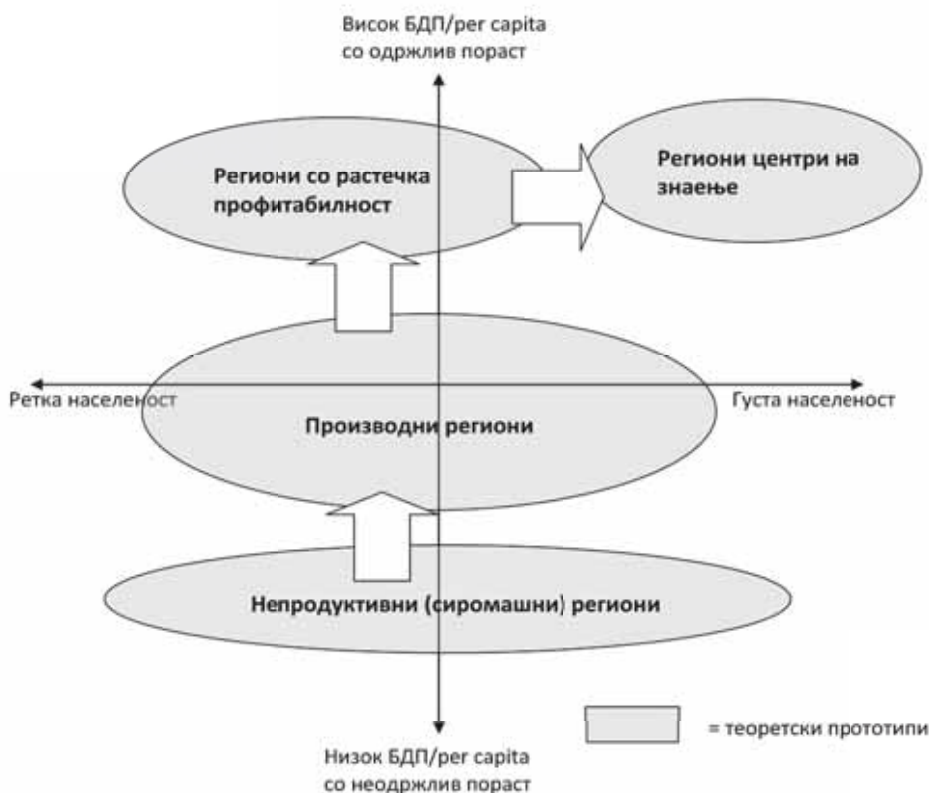 Висок БДП/per capita
со одржлив пораст
Региони со растечка
профитабилност
Региони центри на
знаење
Ретка населеност
Густа населеност
Производни региони
Непродуктивни (сиромашни) региони
= теоретски прототипи
Низок БДП/per capita
со неодржлив пораст